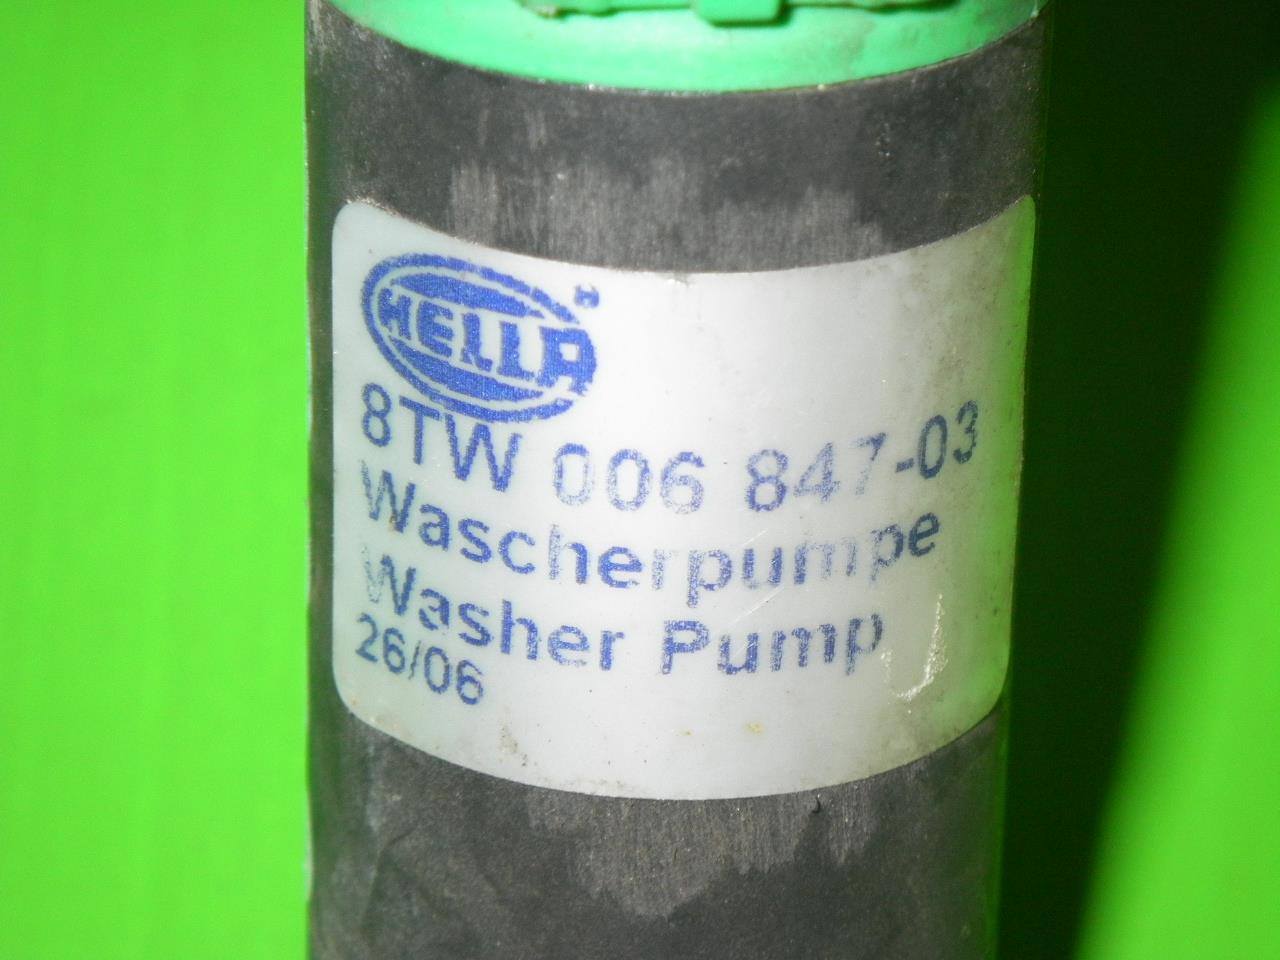 HELLA
8TW 006 847-03
Wascherpumpe
Washer Pump
26/06